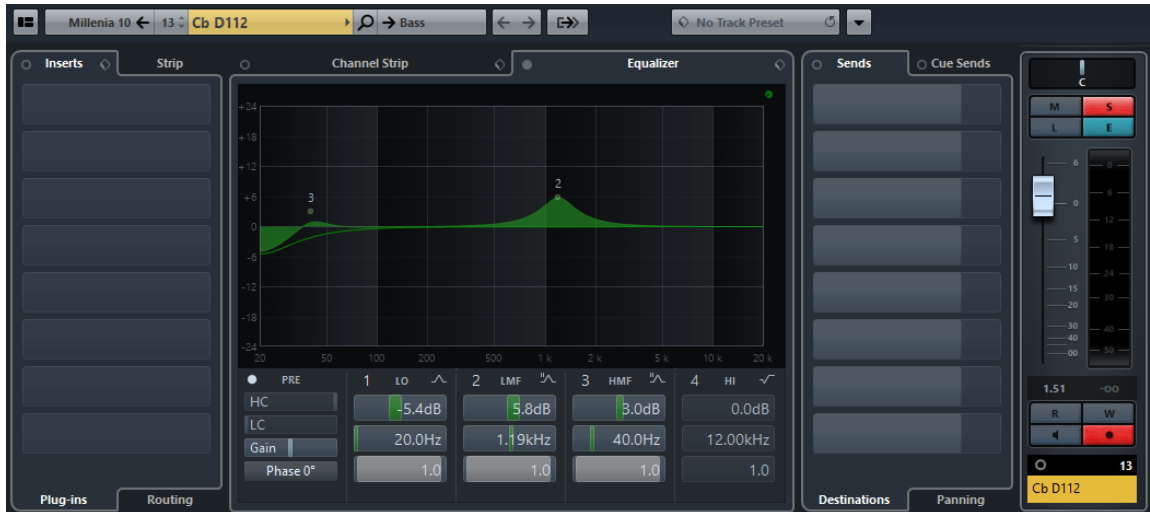 Millenia 10 13 Cb D112 Bass No Track Preset
Inserts Strip Channel Strip Equalizer Sends Cue Sends
C
M S
L E
+24
+18
+12
+6
0
-6
-12
-18
-24
3
2
20 50 100 200 500 1 k 2 k 5 k 10 k 20 k
6
0
5
10
15
20
30
40
00
0
6
12
18
24
30
40
50
PRE 1 LO 2 LMF 3 HMF 4 HI
HC -5.4dB 5.8dB 3.0dB 0.0dB
LC
Gain 20.0Hz 1.19kHz 40.0Hz 12.00kHz
Phase 0° 1.0 1.0 1.0 1.0
1.51 -oo
R W
13
Cb D112
Plug-ins Routing Destinations Panning